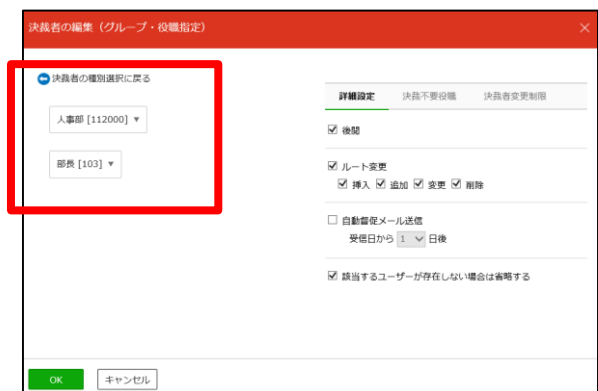 決裁者の編集（グループ・役職指定）
決裁者の種別選択に戻る
人事部 [112000]
部長 [103]
詳細設定 決裁不要役職 決裁者変更制限
後閲
ルート変更
挿入 追加 変更 削除
自動督促メール送信
受信日から 1 日後
該当するユーザーが存在しない場合は省略する
OK キャンセル